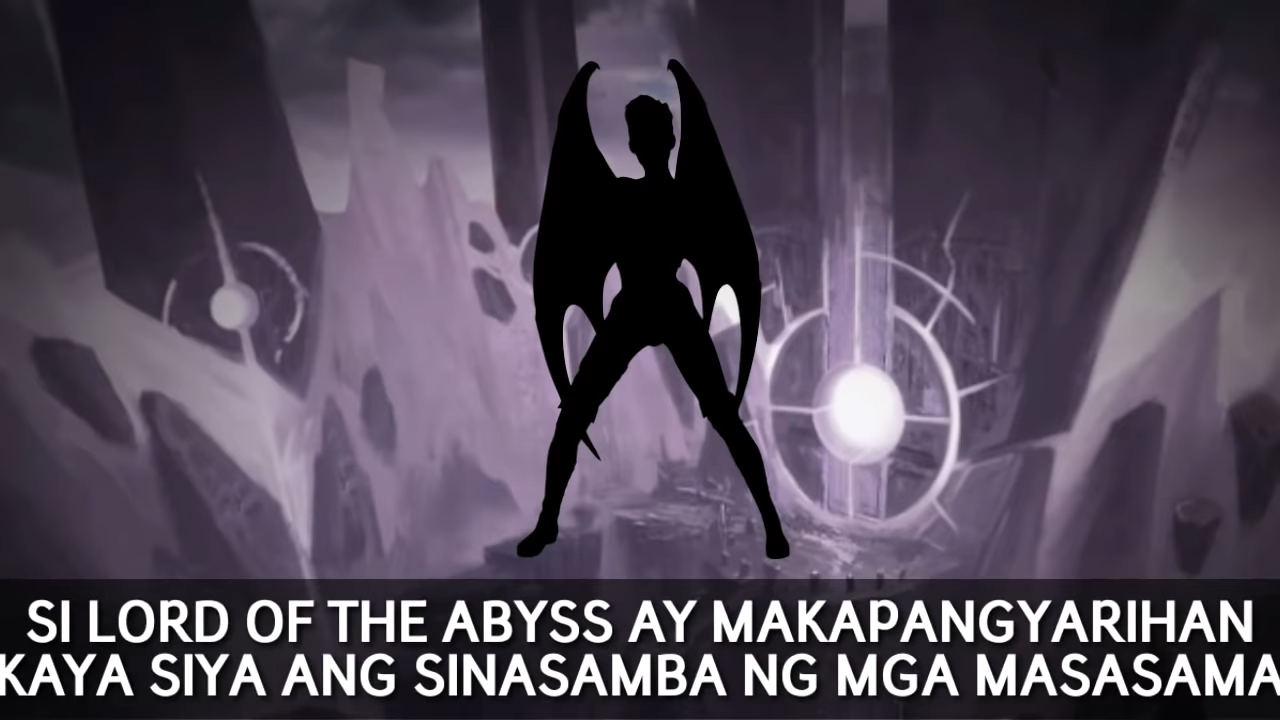 SI LORD OF THE ABYSS AY MAKAPANGYARIHAN
KAYA SIYA ANG SINASAMBA NG MGA MASASAMA